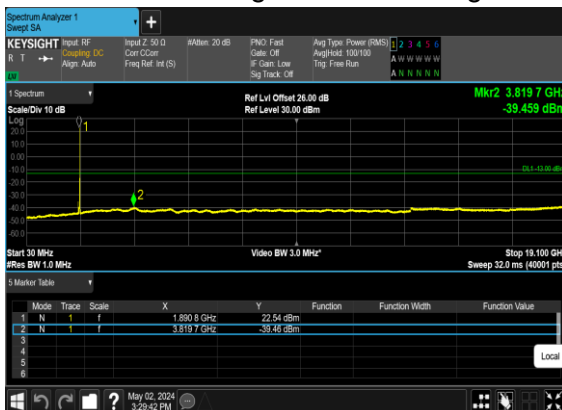 Spectrum Analyzer 1
Swept SA
KEYSIGHT Input: RF Input Z: 50 Ω #Atten: 20 dB PNO: Fast Avg Type: Power (RMS) 1 2 3 4 5 6
R T Coupling: DC Corr CCorr Gate: Off Avg|Hold: 100/100 A W W W W W
Align: Auto Freq Ref: Int (S) IF Gain: Low Trig: Free Run
LXI Sig Track: Off A N N N N N
1 Spectrum Ref Lvl Offset 26.00 dB Mkr2 3.819 7 GHz
Scale/Div 10 dB Ref Level 30.00 dBm -39.459 dBm
Log
1
20.0
10.0
0.00
-10.0 DL1 -13.00 dBm
-20.0
-30.0 2
-40.0
-50.0
-60.0
Start 30 MHz Video BW 3.0 MHz* Stop 19.100 GHz
#Res BW 1.0 MHz Sweep 32.0 ms (40001 pts)
5 Marker Table
Mode Trace Scale X Y Function Function Width Function Value
1 N 1 f 1.890 8 GHz 22.54 dBm
2 N 1 f 3.819 7 GHz -39.46 dBm
3
4
5 Local
6
? May 02, 2024
3:29:42 PM